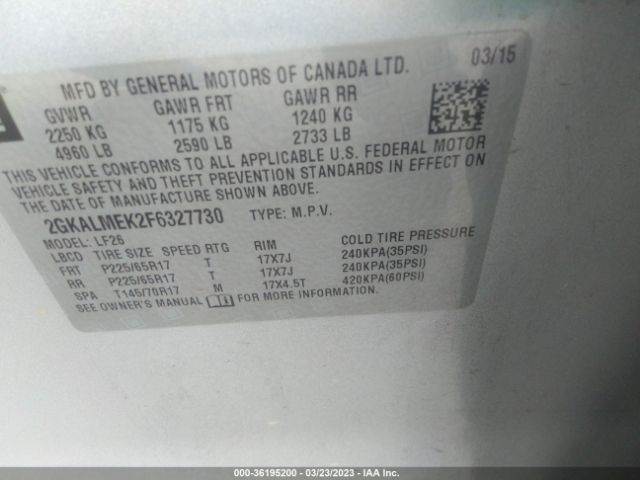 MFD BY GENERAL MOTORS OF CANADA LTD. 03/15
GVWR GAWR FRT GAWR RR
2250 KG 1175 KG 1240 KG
4960 LB 2590 LB 2733 LB
THIS VEHICLE CONFORMS TO ALL APPLICABLE U.S. FEDERAL MOTOR
VEHICLE SAFETY AND THEFT PREVENTION STANDARDS IN EFFECT ON
THE DATE OF MANUFACTURE SHOWN ABOVE.
2GKALMEK2F6327730 TYPE: M.P.V.
MODEL: LF26
LBCD TIRE SIZE SPEED RTG RIM COLD TIRE PRESSURE
FRT P225/65R17 T 17X7J 240KPA(35PSI)
RR P225/65R17 T 17X7J 240KPA(35PSI)
SPA T145/70R17 M 17X4.5T 420KPA(60PSI)
SEE OWNER'S MANUAL FOR MORE INFORMATION.
000-36195200 - 03/23/2023 - IAA Inc.